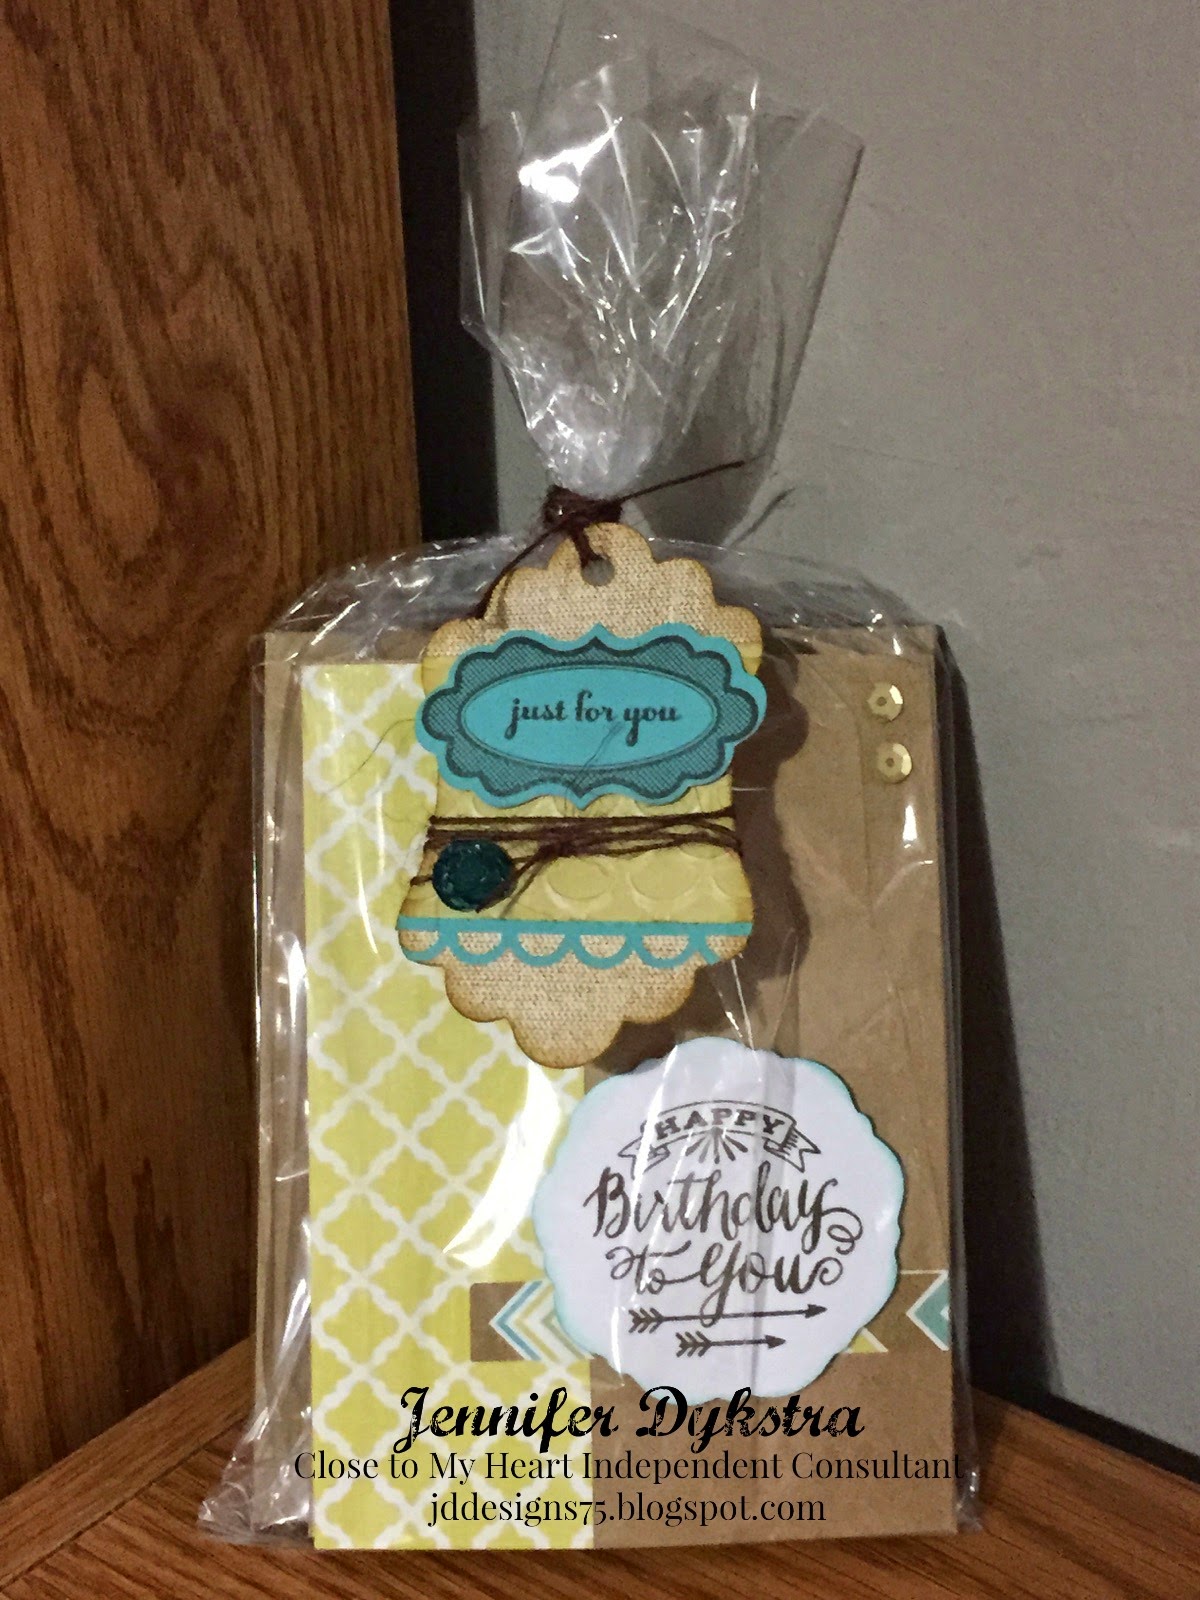 just for you
HAPPY
Birthday
to You
Jennifer Dykstra
Close to My Heart Independent Consultant
jddesigns75.blogspot.com